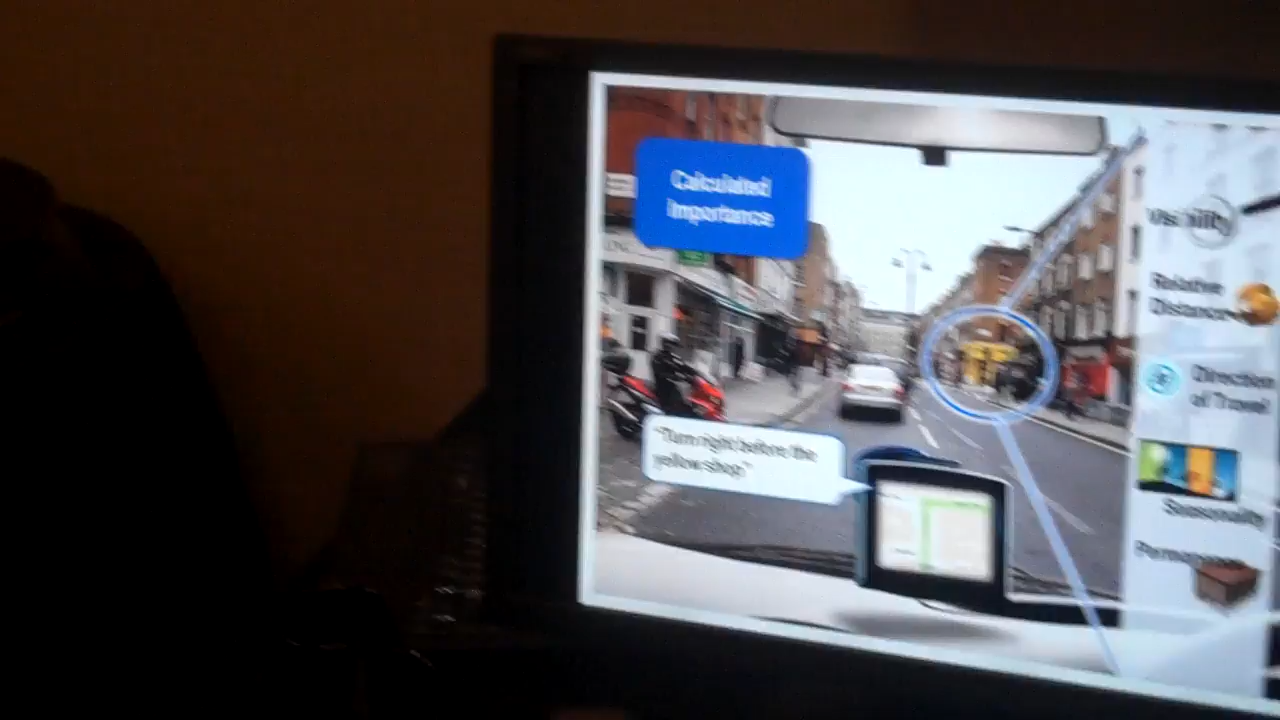 Calculated
Importance
"Turn right before the
yellow shop"
Visibility
Relative
Distance
Direction
of Travel
Seasonality